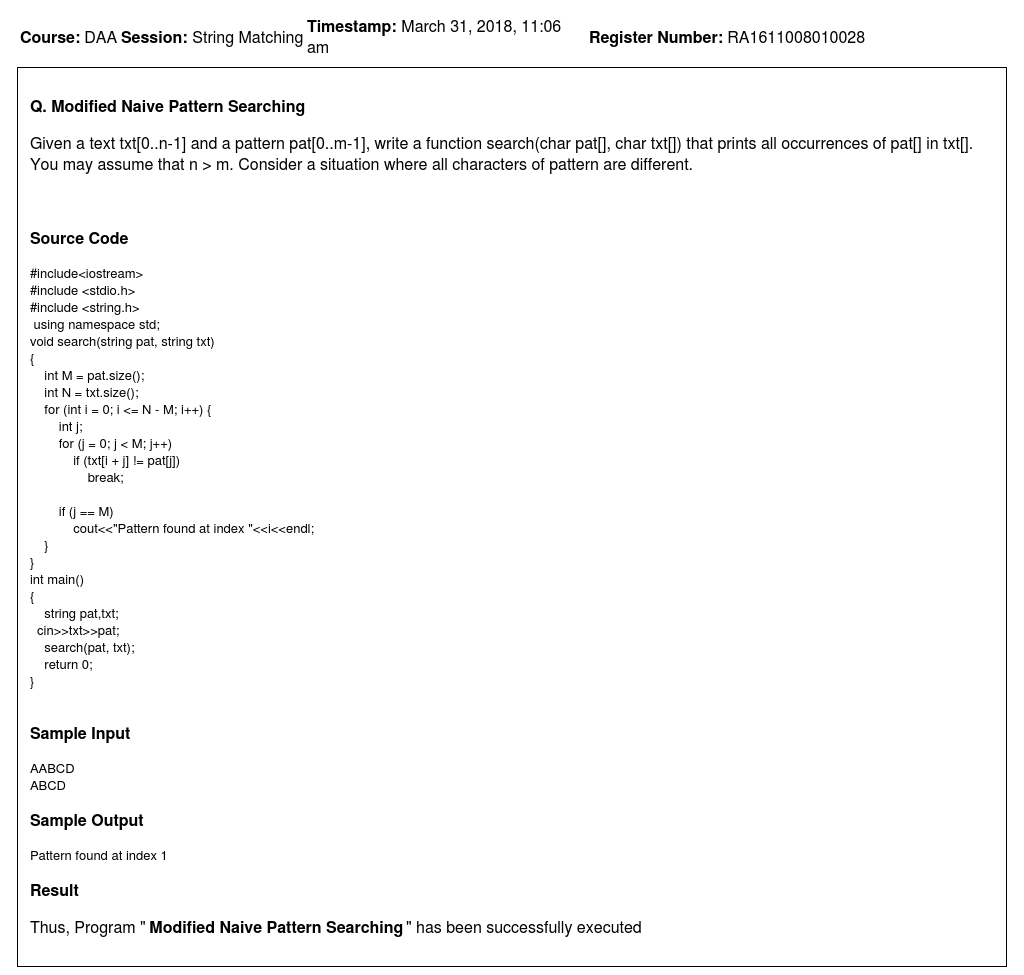 Course: DAA Session: String Matching Timestamp: March 31, 2018, 11:06 am Register Number: RA1611008010028
Q. Modified Naive Pattern Searching
Given a text txt[0..n-1] and a pattern pat[0..m-1], write a function search(char pat[], char txt[]) that prints all occurrences of pat[] in txt[].
You may assume that n > m. Consider a situation where all characters of pattern are different.
Source Code
#include<iostream>
#include <stdio.h>
#include <string.h>
 using namespace std;
void search(string pat, string txt)
{
    int M = pat.size();
    int N = txt.size();
    for (int i = 0; i <= N - M; i++) {
        int j;
        for (j = 0; j < M; j++)
            if (txt[i + j] != pat[j])
                break;
        if (j == M)
            cout<<"Pattern found at index "<<i<<endl;
    }
}
int main()
{
    string pat,txt;
  cin>>txt>>pat;
    search(pat, txt);
    return 0;
}
Sample Input
AABCD
ABCD
Sample Output
Pattern found at index 1
Result
Thus, Program " Modified Naive Pattern Searching " has been successfully executed